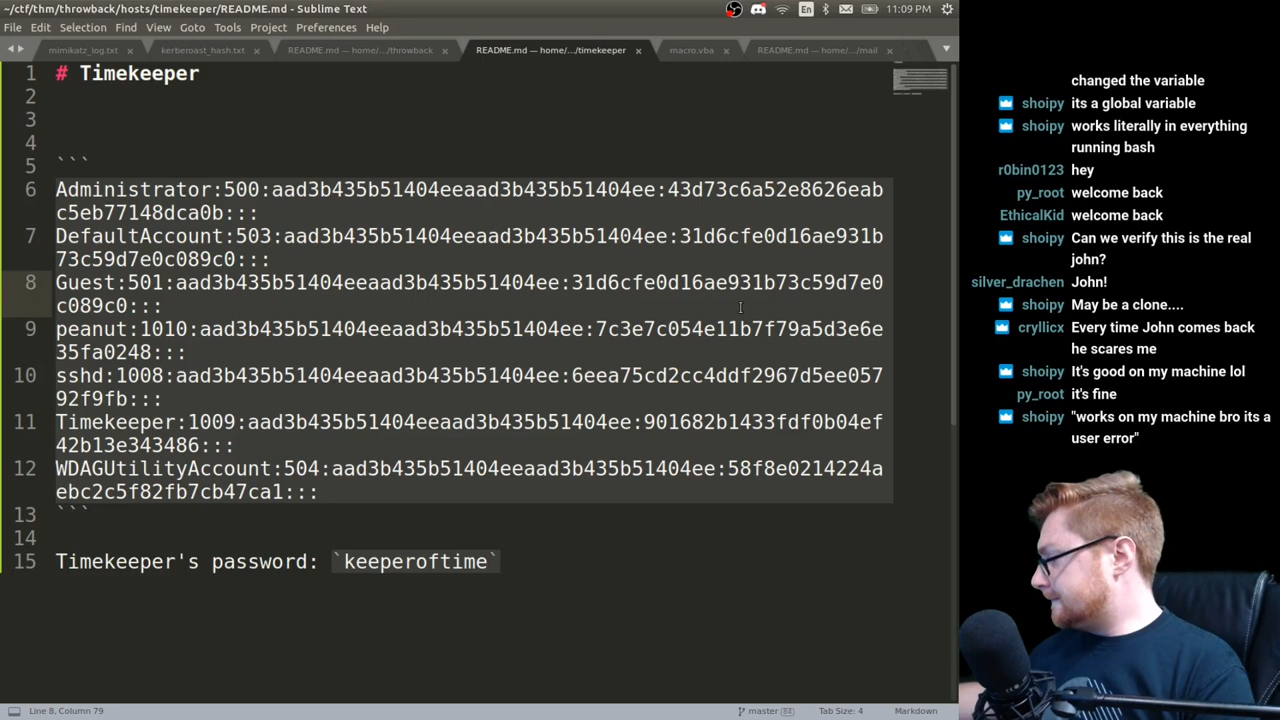 ~/ctf/thm/throwback/hosts/timekeeper/README.md - Sublime Text
En
11:09 PM
File Edit Selection Find View Goto Tools Project Preferences Help
mimikatz_log.txt × kerberoast_hash.txt × README.md — home/.../throwback × README.md — home/.../timekeeper × macro.vba × README.md — home/.../mail ×
1 # Timekeeper
2
3
4
5 ```
6 Administrator:500:aad3b435b51404eeaad3b435b51404ee:43d73c6a52e8626eab
c5eb77148dca0b:::
7 DefaultAccount:503:aad3b435b51404eeaad3b435b51404ee:31d6cfe0d16ae931b
73c59d7e0c089c0:::
8 Guest:501:aad3b435b51404eeaad3b435b51404ee:31d6cfe0d16ae931b73c59d7e0
c089c0:::
9 peanut:1010:aad3b435b51404eeaad3b435b51404ee:7c3e7c054e11b7f79a5d3e6e
35fa0248:::
10 sshd:1008:aad3b435b51404eeaad3b435b51404ee:6eea75cd2cc4ddf2967d5ee057
92f9fb:::
11 Timekeeper:1009:aad3b435b51404eeaad3b435b51404ee:901682b1433fdf0b04ef
42b13e343486:::
12 WDAGUtilityAccount:504:aad3b435b51404eeaad3b435b51404ee:58f8e0214224a
ebc2c5f82fb7cb47ca1:::
13 ```
14
15 Timekeeper's password: `keeperoftime`
Line 8, Column 79
master 84
Tab Size: 4
Markdown
changed the variable
shoipy its a global variable
shoipy works literally in everything
running bash
r0bin0123 hey
py_root welcome back
EthicalKid welcome back
shoipy Can we verify this is the real
john?
silver_drachen John!
shoipy May be a clone....
cryllicx Every time John comes back
he scares me
shoipy It's good on my machine lol
py_root it's fine
shoipy "works on my machine bro its a
user error"